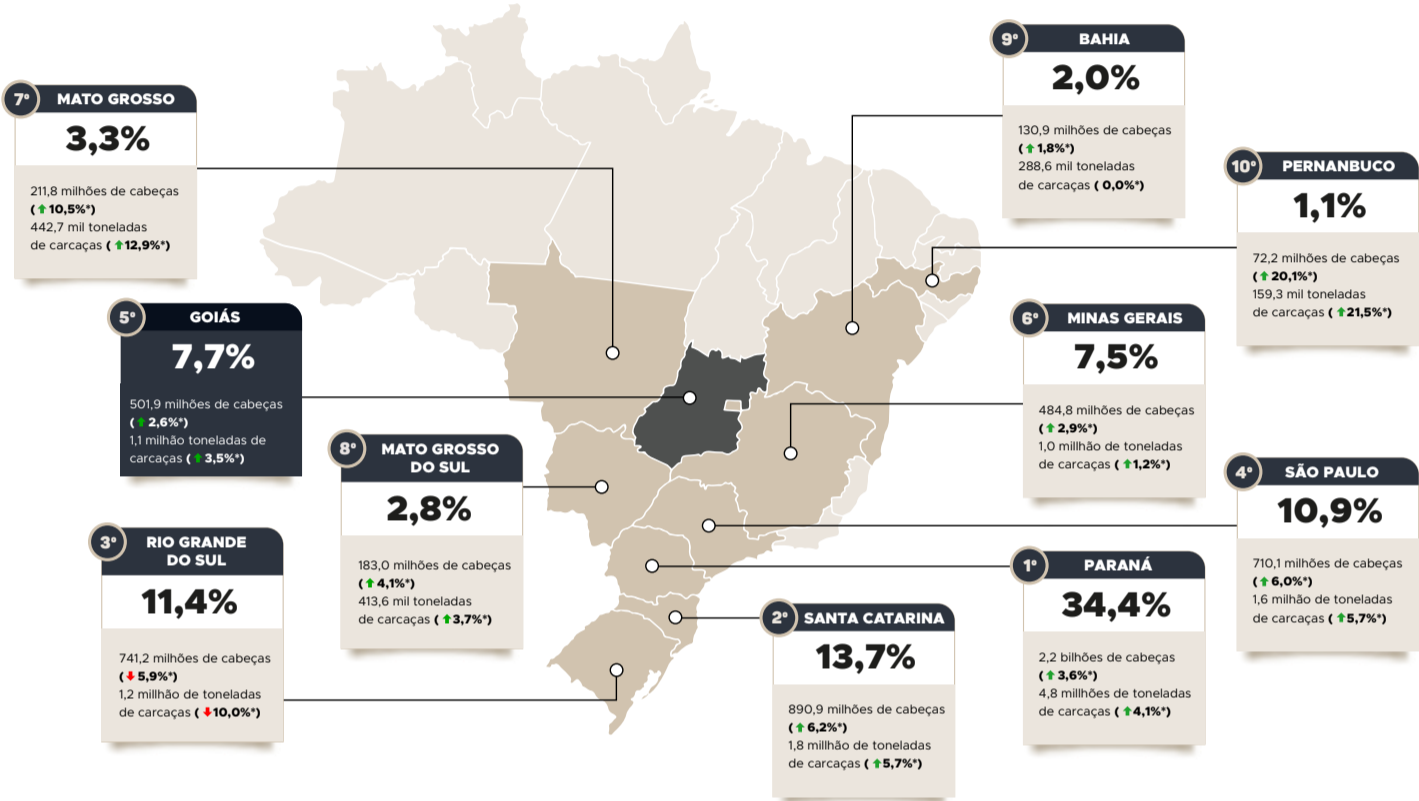 7º
MATO GROSSO
3,3%
211,8 milhões de cabeças
(↑10,5%*)
442,7 mil toneladas
de carcaças ( ↑12,9%*)
9º
BAHIA
2,0%
130,9 milhões de cabeças
(↑1,8%*)
288,6 mil toneladas
de carcaças ( 0,0%*)
10º
PERNANBUCO
1,1%
72,2 milhões de cabeças
(↑20,1%*)
159,3 mil toneladas
de carcaças ( ↑21,5%*)
5º
GOIÁS
7,7%
501,9 milhões de cabeças
(↑2,6%*)
1,1 milhão toneladas de
carcaças ( ↑3,5%*)
6º
MINAS GERAIS
7,5%
484,8 milhões de cabeças
(↑2,9%*)
1,0 millhão de toneladas
de carcaças ( ↑1,2%*)
8º
MATO GROSSO
DO SUL
2,8%
183,0 milhões de cabeças
(↑4,1%*)
413,6 mil toneladas
de carcaças ( ↑3,7%*)
4º
SÃO PAULO
10,9%
710,1 milhões de cabeças
(↑6,0%*)
1,6 milhão de toneladas
de carcaças ( ↑5,7%*)
3º
RIO GRANDE
DO SUL
11,4%
741,2 milhões de cabeças
(↓5,9%*)
1,2 millhão de toneladas
de carcaças ( ↓10,0%*)
1º
PARANÁ
34,4%
2,2 bilhões de cabeças
(↑3,6%*)
4,8 millhões de toneladas
de carcaças ( ↑4,1%*)
2º
SANTA CATARINA
13,7%
890,9 milhões de cabeças
(↑6,2%*)
1,8 millhão de toneladas
de carcaças ( ↑5,7%*)